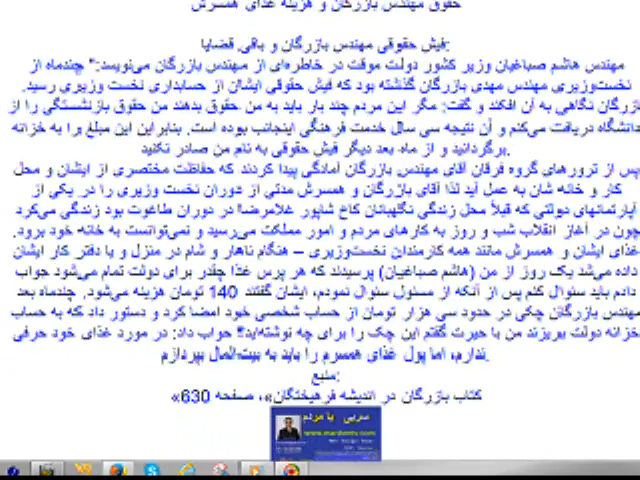 حقوق مهندس بازرگان و هزینه غذای همسرش
فیش حقوقی مهندس بازرگان و باقی قضایا:
مهندس هاشم صباغیان وزیر کشور دولت موقت در خاطره‌ای از مهندس بازرگان می‌نویسد:" چندماه از
نخست‌وزیری مهندس مهدی بازرگان گذشته بود که فیش حقوقی ایشان از حسابداری نخست وزیری رسید.
بازرگان نگاهی به آن افکند و گفت: مگر این مردم چند بار باید به من حقوق بدهند من حقوق بازنشستگی را از
دانشگاه دریافت می‌کنم و آن نتیجه سی سال خدمت فرهنگی اینجانب بوده است. بنابراین این مبلغ را به خزانه
برگردانید و از ماه بعد دیگر فیش حقوقی به نام من صادر نکنید.
پس از ترورهای گروه فرقان آقای مهندس بازرگان آمادگی پیدا کردند که حفاظت مختصری از ایشان و محل
کار و خانه شان به عمل آید لذا آقای بازرگان و همسرش مدتی از دوران نخست وزیری را در یکی از
آپارتمانهای دولتی که قبلاً محل زندگی نگهبانان کاخ شاپور غلامرضا در دوران طاغوت بود زندگی می‌کرد
چون در آغاز انقلاب شب و روز به کارهای مردم و امور مملکت می‌رسید و نمی‌توانست به خانه خود برود.
غذای ایشان و همسرش مانند همه کارمندان نخست‌وزیری – هنگام ناهار و شام در منزل و یا دفتر کار ایشان
داده می‌شد یک روز از من (هاشم صباغیان) پرسیدند که هر پرس غذا چقدر برای دولت تمام می‌شود جواب
دادم باید سئوال کنم پس از آنکه از مسئول سئوال نمودم، ایشان گفتند 140 تومان هزینه می‌شود. چندماه بعد
مهندس بازرگان چکی در حدود سی هزار تومان از حساب شخصی خود امضا کرد و دستور داد که به حساب
خزانه دولت بریزند من با حیرت گفتم این چک را برای چه نوشته‌اید؟ جواب داد: در مورد غذای خود حرفی
ندارم، اما پول غذای همسرم را باید به بیت‌المال بپردازم.
منبع:
کتاب بازرگان در اندیشه فرهیختگان»، صفحه 630»
مربی با مردم
www.mardomtv.com